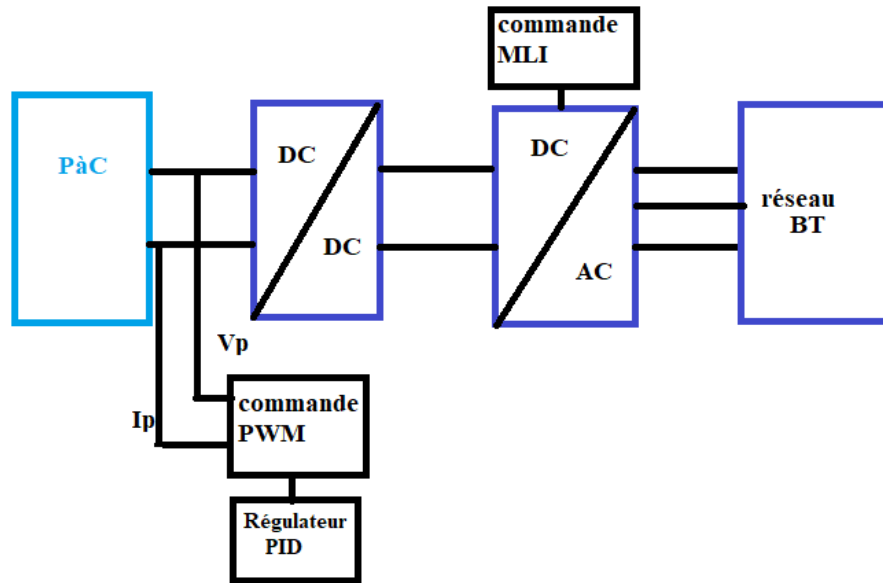 commande
MLI
PàC
DC
DC
DC
AC
réseau
BT
Vp
Ip
commande
PWM
Régulateur
PID